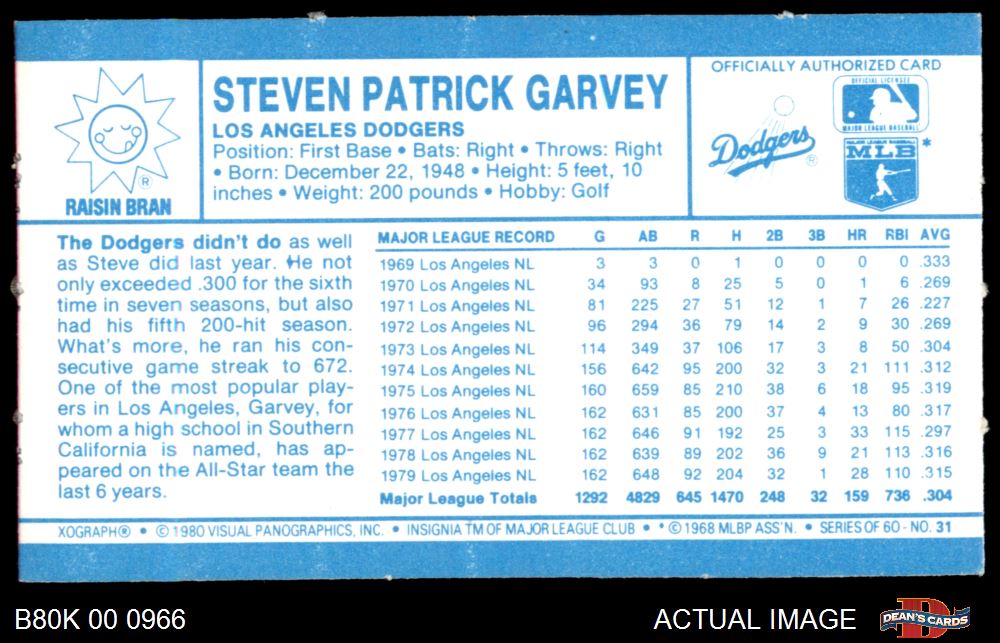 STEVEN PATRICK GARVEY
LOS ANGELES DODGERS
Position: First Base • Bats: Right • Throws: Right
• Born: December 22, 1948 • Height: 5 feet, 10
inches • Weight: 200 pounds • Hobby: Golf
®
RAISIN BRAN
OFFICIALLY AUTHORIZED CARD
Dodgers ®
OFFICIAL LICENSEE
MAJOR LEAGUE BASEBALL
MAJOR LEAGUE BASEBALL
MLB *
The Dodgers didn't do as well
as Steve did last year. He not
only exceeded .300 for the sixth
time in seven seasons, but also
had his fifth 200-hit season.
What's more, he ran his con-
secutive game streak to 672.
One of the most popular play-
ers in Los Angeles, Garvey, for
whom a high school in Southern
California is named, has ap-
peared on the All-Star team the
last 6 years.
MAJOR LEAGUE RECORD G AB R H 2B 3B HR RBI AVG
1969 Los Angeles NL 3 3 0 1 0 0 0 0 .333
1970 Los Angeles NL 34 93 8 25 5 0 1 6 .269
1971 Los Angeles NL 81 225 27 51 12 1 7 26 .227
1972 Los Angeles NL 96 294 36 79 14 2 9 30 .269
1973 Los Angeles NL 114 349 37 106 17 3 8 50 .304
1974 Los Angeles NL 156 642 95 200 32 3 21 111 .312
1975 Los Angeles NL 160 659 85 210 38 6 18 95 .319
1976 Los Angeles NL 162 631 85 200 37 4 13 80 .317
1977 Los Angeles NL 162 646 91 192 25 3 33 115 .297
1978 Los Angeles NL 162 639 89 202 36 9 21 113 .316
1979 Los Angeles NL 162 648 92 204 32 1 28 110 .315
Major League Totals 1292 4829 645 1470 248 32 159 736 .304
XOGRAPH® • © 1980 VISUAL PANOGRAPHICS, INC. • INSIGNIA TM OF MAJOR LEAGUE CLUB • * © 1968 MLBP ASS'N. • SERIES OF 60 - NO. 31
B80K 00 0966
ACTUAL IMAGE
D
DEAN'S CARDS